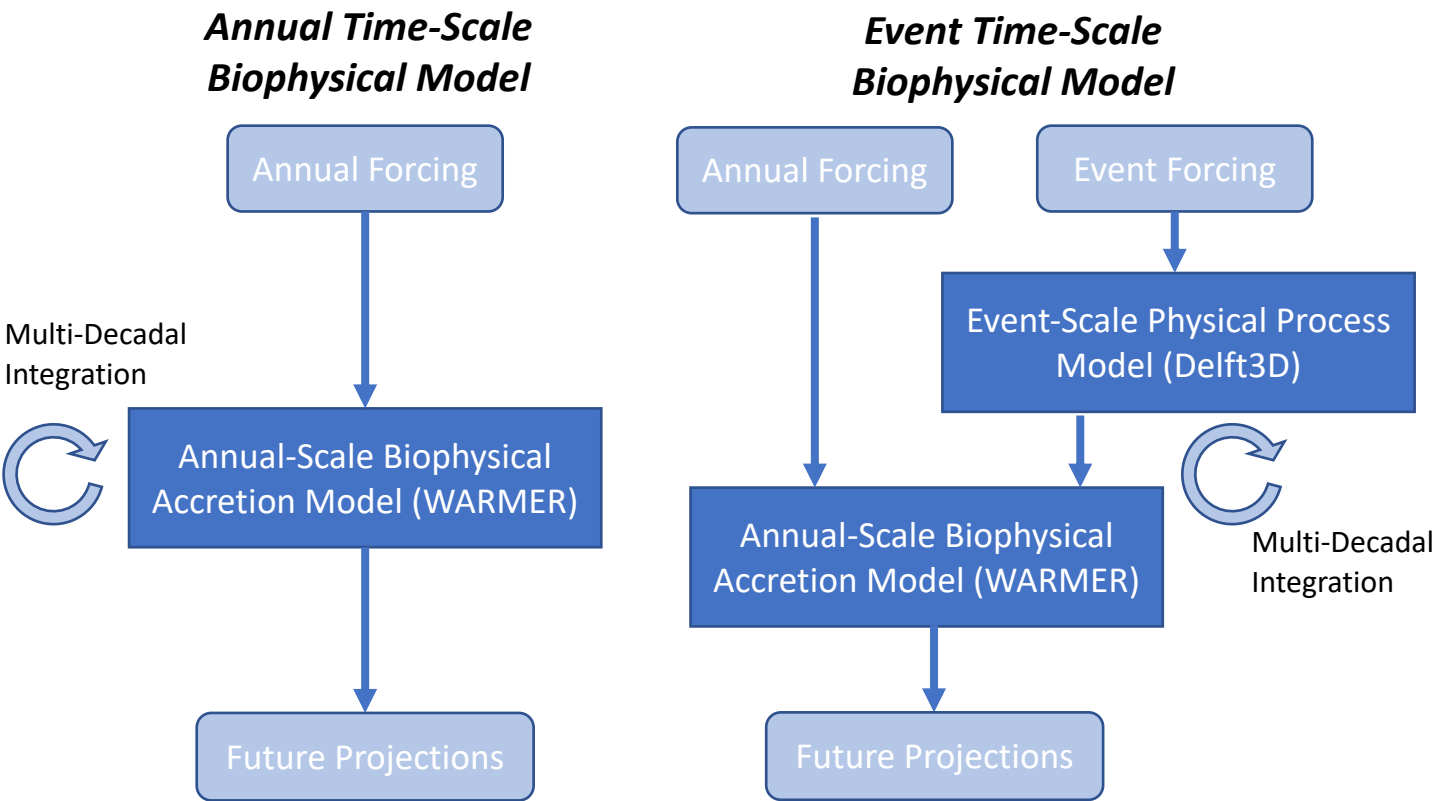 Annual Time-Scale
Biophysical Model
Annual Forcing
Multi-Decadal
Integration
Annual-Scale Biophysical
Accretion Model (WARMER)
Future Projections
Event Time-Scale
Biophysical Model
Annual Forcing
Event Forcing
Event-Scale Physical Process
Model (Delft3D)
Annual-Scale Biophysical
Accretion Model (WARMER)
Multi-Decadal
Integration
Future Projections